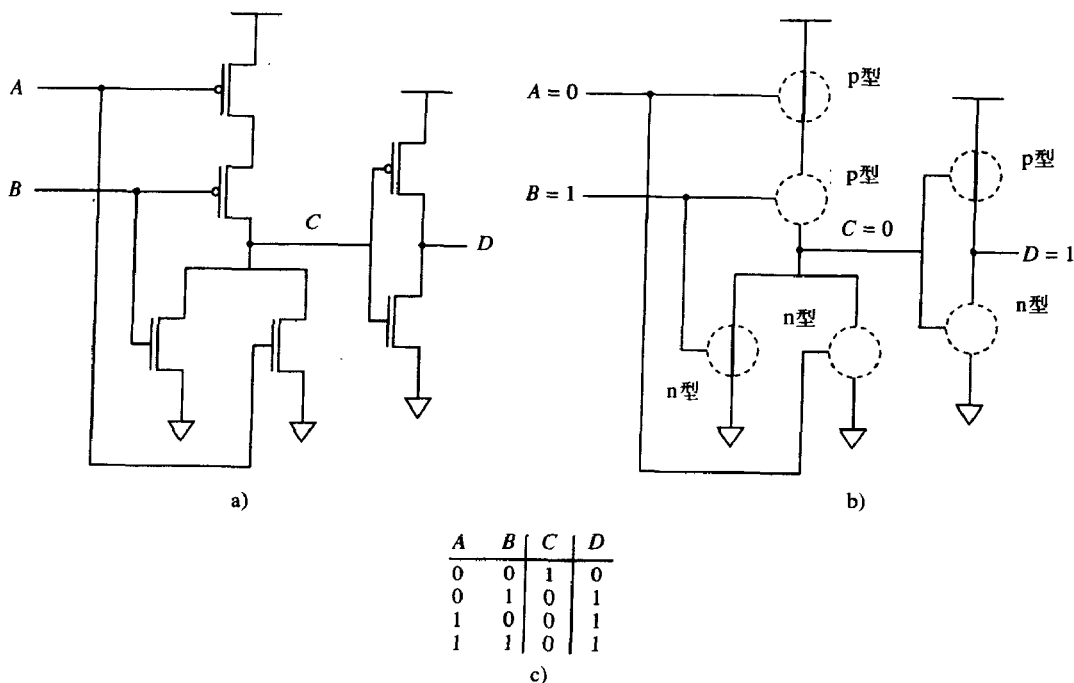 A
B
C
D
a)
A = 0
B = 1
p型
p型
p型
C = 0
D = 1
n型
n型
n型
b)
A B C D
0 0 1 0
0 1 0 1
1 0 0 1
1 1 0 1
c)